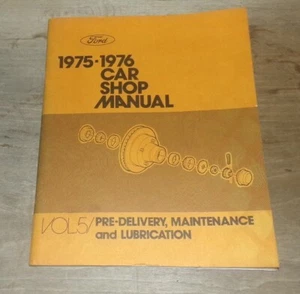 Ford
1975-1976
CAR
SHOP
MANUAL
VOL 5/ PRE-DELIVERY, MAINTENANCE
and LUBRICATION